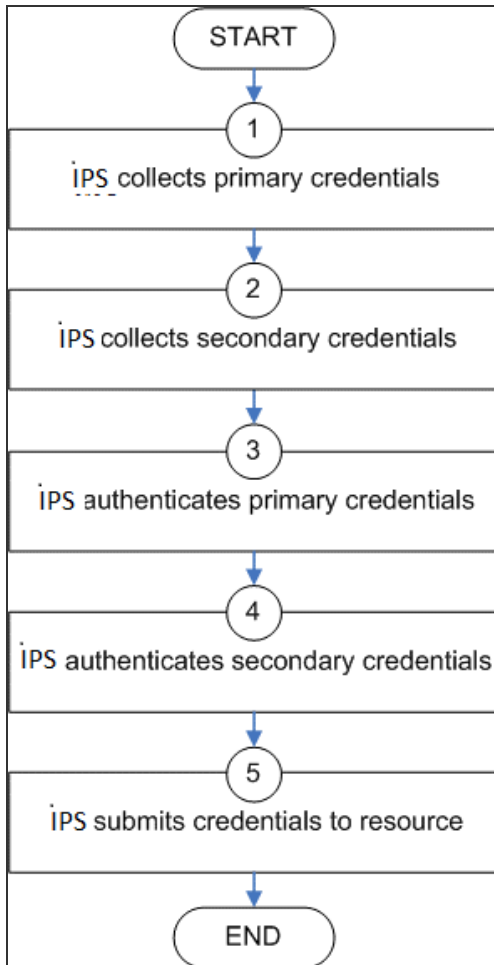 START
1
iPS collects primary credentials
2
iPS collects secondary credentials
3
iPS authenticates primary credentials
4
iPS authenticates secondary credentials
5
iPS submits credentials to resource
END